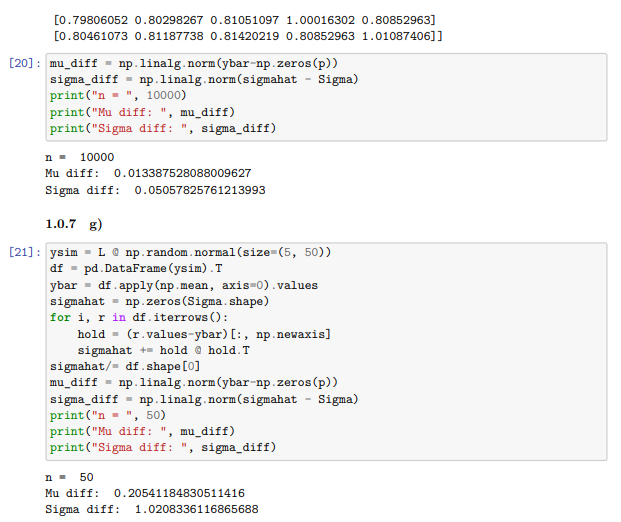 [0.79806052 0.80298267 0.81051097 1.00016302 0.80852963]
[0.80461073 0.81187738 0.81420219 0.80852963 1.01087406]]
[20]: mu_diff = np.linalg.norm(ybar-np.zeros(p))
sigma_diff = np.linalg.norm(sigmahat - Sigma)
print("n = ", 10000)
print("Mu diff: ", mu_diff)
print("Sigma diff: ", sigma_diff)
n =  10000
Mu diff:  0.013387528088009627
Sigma diff:  0.05057825761213993
1.0.7 g)
[21]: ysim = L @ np.random.normal(size=(5, 50))
df = pd.DataFrame(ysim).T
ybar = df.apply(np.mean, axis=0).values
sigmahat = np.zeros(Sigma.shape)
for i, r in df.iterrows():
    hold = (r.values-ybar)[:, np.newaxis]
    sigmahat += hold @ hold.T
sigmahat/= df.shape[0]
mu_diff = np.linalg.norm(ybar-np.zeros(p))
sigma_diff = np.linalg.norm(sigmahat - Sigma)
print("n = ", 50)
print("Mu diff: ", mu_diff)
print("Sigma diff: ", sigma_diff)
n =  50
Mu diff:  0.20541184830511416
Sigma diff:  1.0208336116865688